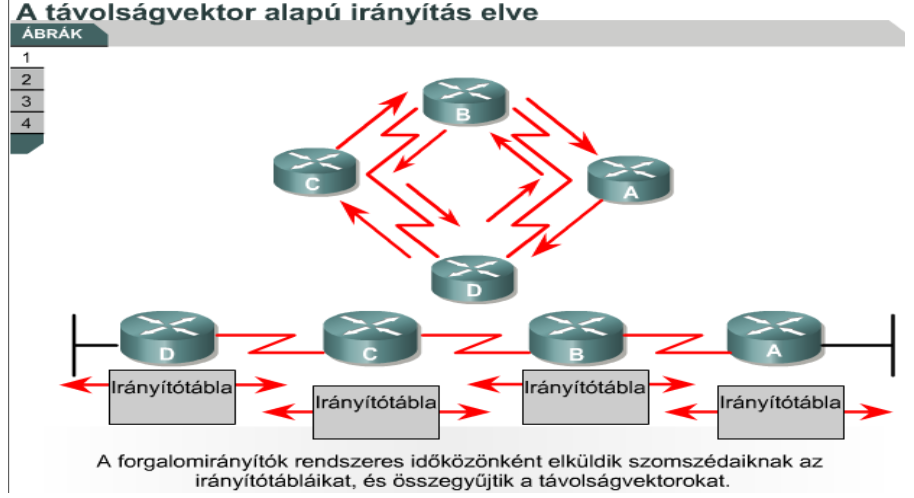 A távolságvektor alapú irányítás elve
ÁBRÁK
1
2
3
4
B
C
A
D
D
C
B
A
Irányítótábla
Irányítótábla
Irányítótábla
Irányítótábla
A forgalomirányítók rendszeres időközönként elküldik szomszédaiknak az
irányítótábláikat, és összegyűjtik a távolságvektorokat.